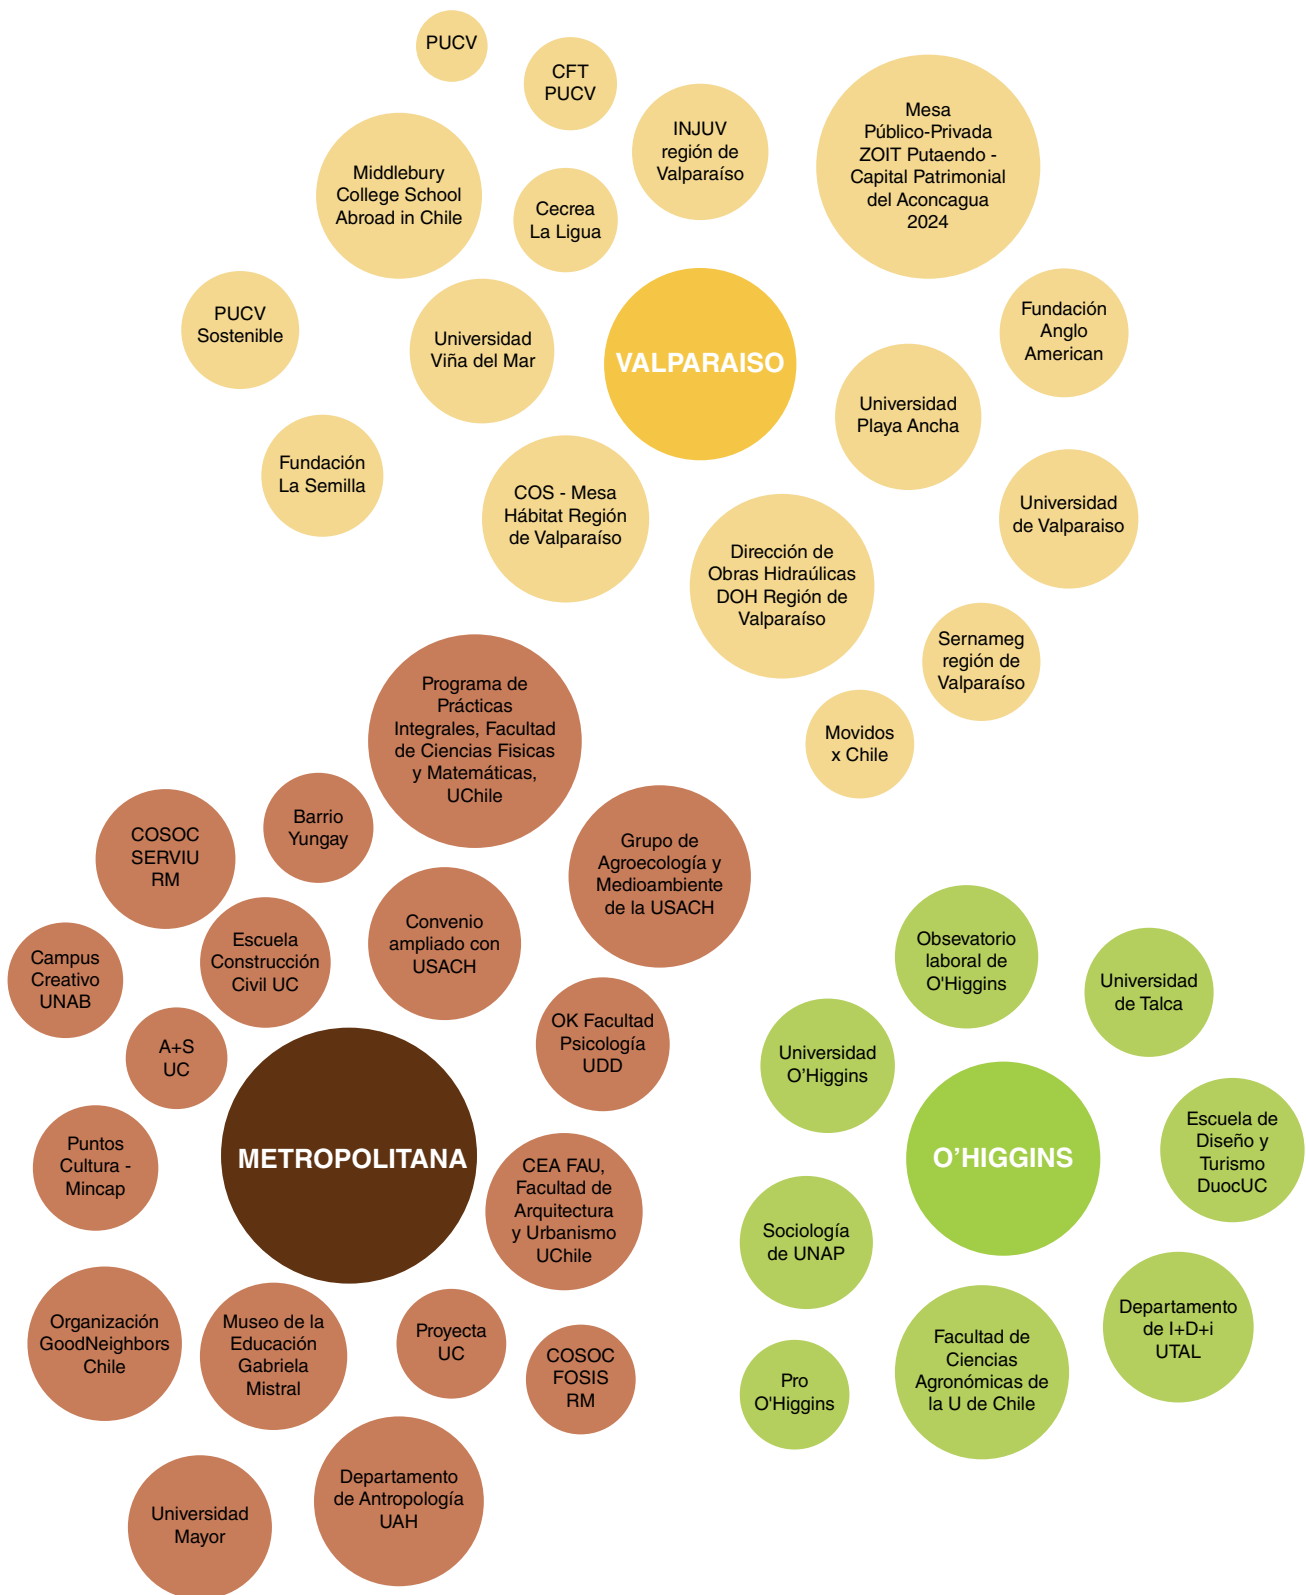 PUCV
CFT
PUCV
INJUV
región de
Valparaíso
Mesa
Público-Privada
ZOIT Putaendo -
Capital Patrimonial
del Aconcagua
2024
Middlebury
College School
Abroad in Chile
Cecrea
La Ligua
PUCV
Sostenible
Universidad
Viña del Mar
VALPARAISO
Fundación
Anglo
American
Universidad
Playa Ancha
Fundación
La Semilla
COS - Mesa
Hábitat Región
de Valparaíso
Universidad
de Valparaiso
Dirección de
Obras Hidraúlicas
DOH Región de
Valparaíso
Sernameg
región de
Valparaíso
Movidos
x Chile
Programa de
Prácticas
Integrales, Facultad
de Ciencias Fisicas
y Matemáticas,
UChile
Barrio
Yungay
COSOC
SERVIU
RM
Grupo de
Agroecología y
Medioambiente
de la USACH
Convenio
ampliado con
USACH
Escuela
Construcción
Civil UC
Campus
Creativo
UNAB
A+S
UC
OK Facultad
Psicología
UDD
METROPOLITANA
Puntos
Cultura -
Mincap
CEA FAU,
Facultad de
Arquitectura
y Urbanismo
UChile
Organización
GoodNeighbors
Chile
Museo de la
Educación
Gabriela
Mistral
Proyecta
UC
COSOC
FOSIS
RM
Departamento
de Antropología
UAH
Universidad
Mayor
Obsevatorio
laboral de
O'Higgins
Universidad
de Talca
Universidad
O’Higgins
O’HIGGINS
Escuela de
Diseño y
Turismo
DuocUC
Sociología
de UNAP
Departamento
de I+D+i
UTAL
Facultad de
Ciencias
Agronómicas de
la U de Chile
Pro
O'Higgins